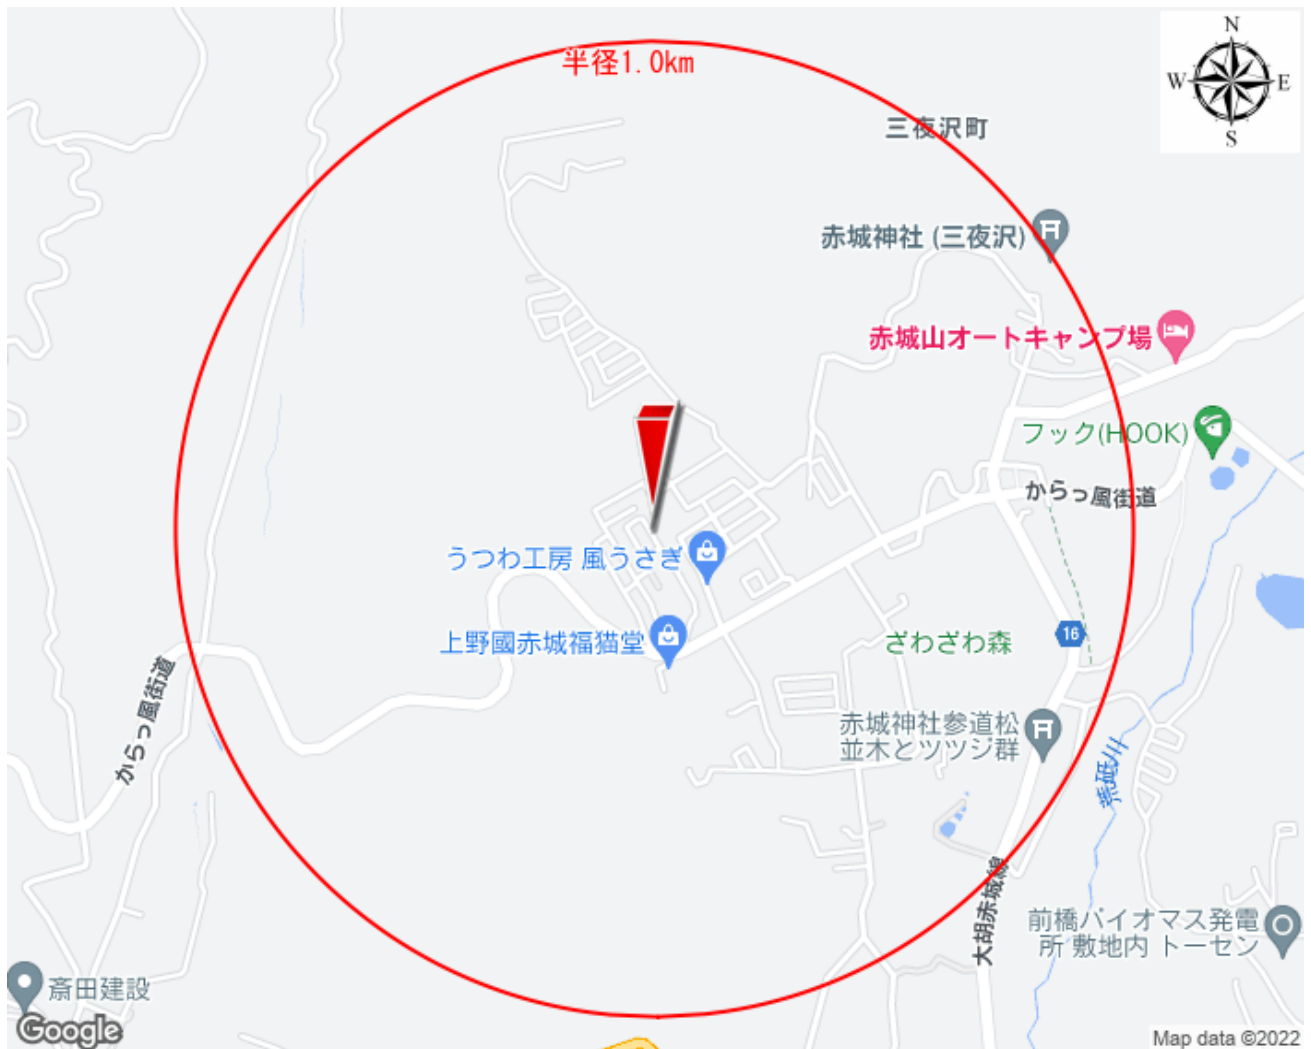 半径1.0km
N
W
E
S
三夜沢町
赤城神社 (三夜沢)
赤城山オートキャンプ場
フック(HOOK)
からっ風街道
うつわ工房 風うさぎ
上野國赤城福猫堂
ざわざわ森
16
からっ風街道
赤城神社参道松
並木とツツジ群
荒砥川
大胡赤城線
前橋バイオマス発電
所 敷地内 トーセン
斎田建設
Google
Map data ©2022